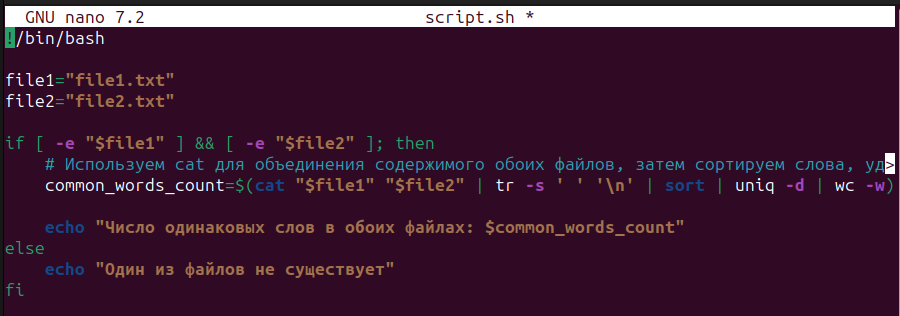 GNU nano 7.2 script.sh *
!/bin/bash
file1="file1.txt"
file2="file2.txt"
if [ -e "$file1" ] && [ -e "$file2" ]; then
# Используем cat для объединения содержимого обоих файлов, затем сортируем слова, уд>
common_words_count=$(cat "$file1" "$file2" | tr -s ' ' '\n' | sort | uniq -d | wc -w)
echo "Число одинаковых слов в обоих файлах: $common_words_count"
else
echo "Один из файлов не существует"
fi